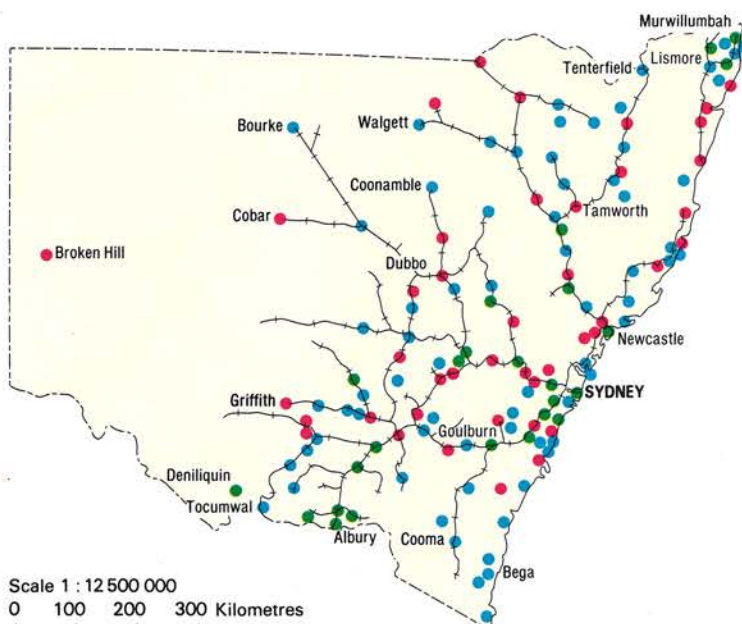 Murwillumbah
Lismore
Tenterfield
Bourke
Walgett
Coonamble
Cobar
Tamworth
Broken Hill
Dubbo
Newcastle
SYDNEY
Griffith
Goulburn
Deniliquin
Tocumwal
Albury
Cooma
Bega
Scale 1 : 12 500 000
0 100 200 300 Kilometres